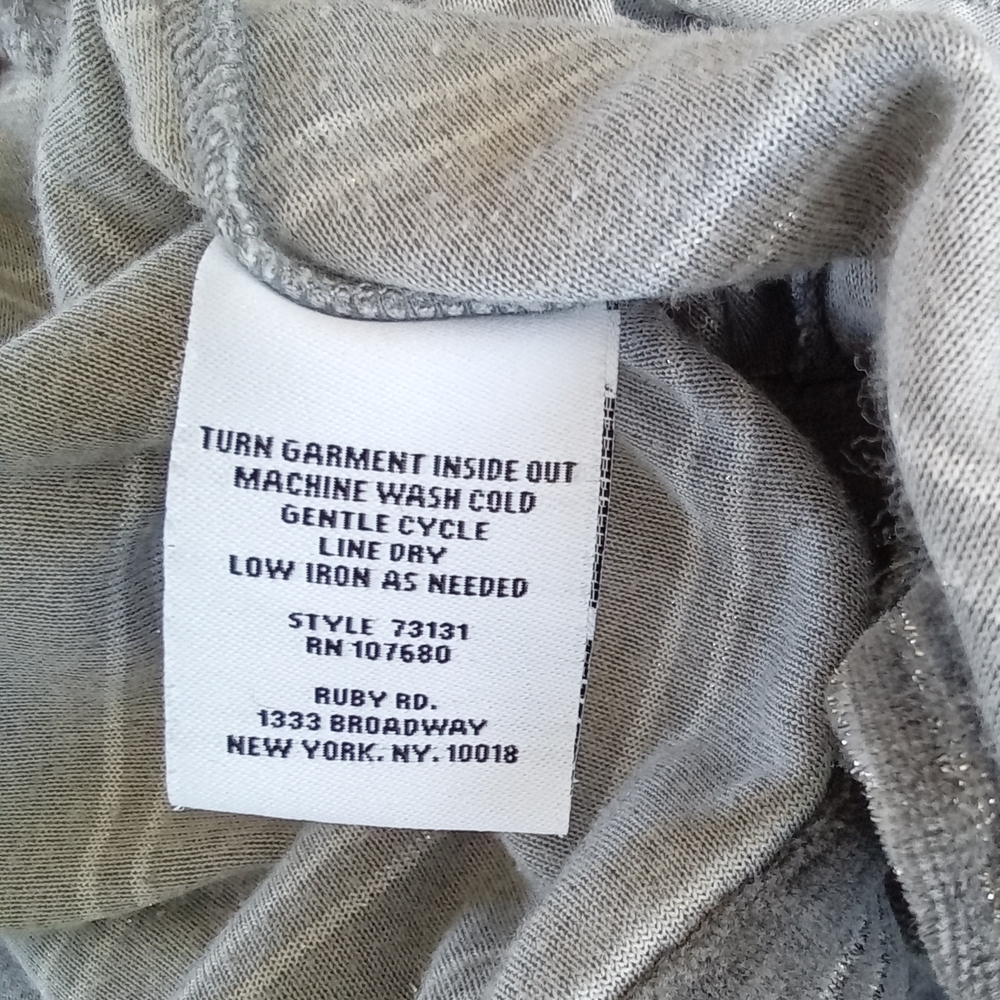 TURN GARMENT INSIDE OUT
MACHINE WASH COLD
GENTLE CYCLE
LINE DRY
LOW IRON AS NEEDED
STYLE 73131
RN 107680
RUBY RD.
1333 BROADWAY
NEW YORK. NY. 10018